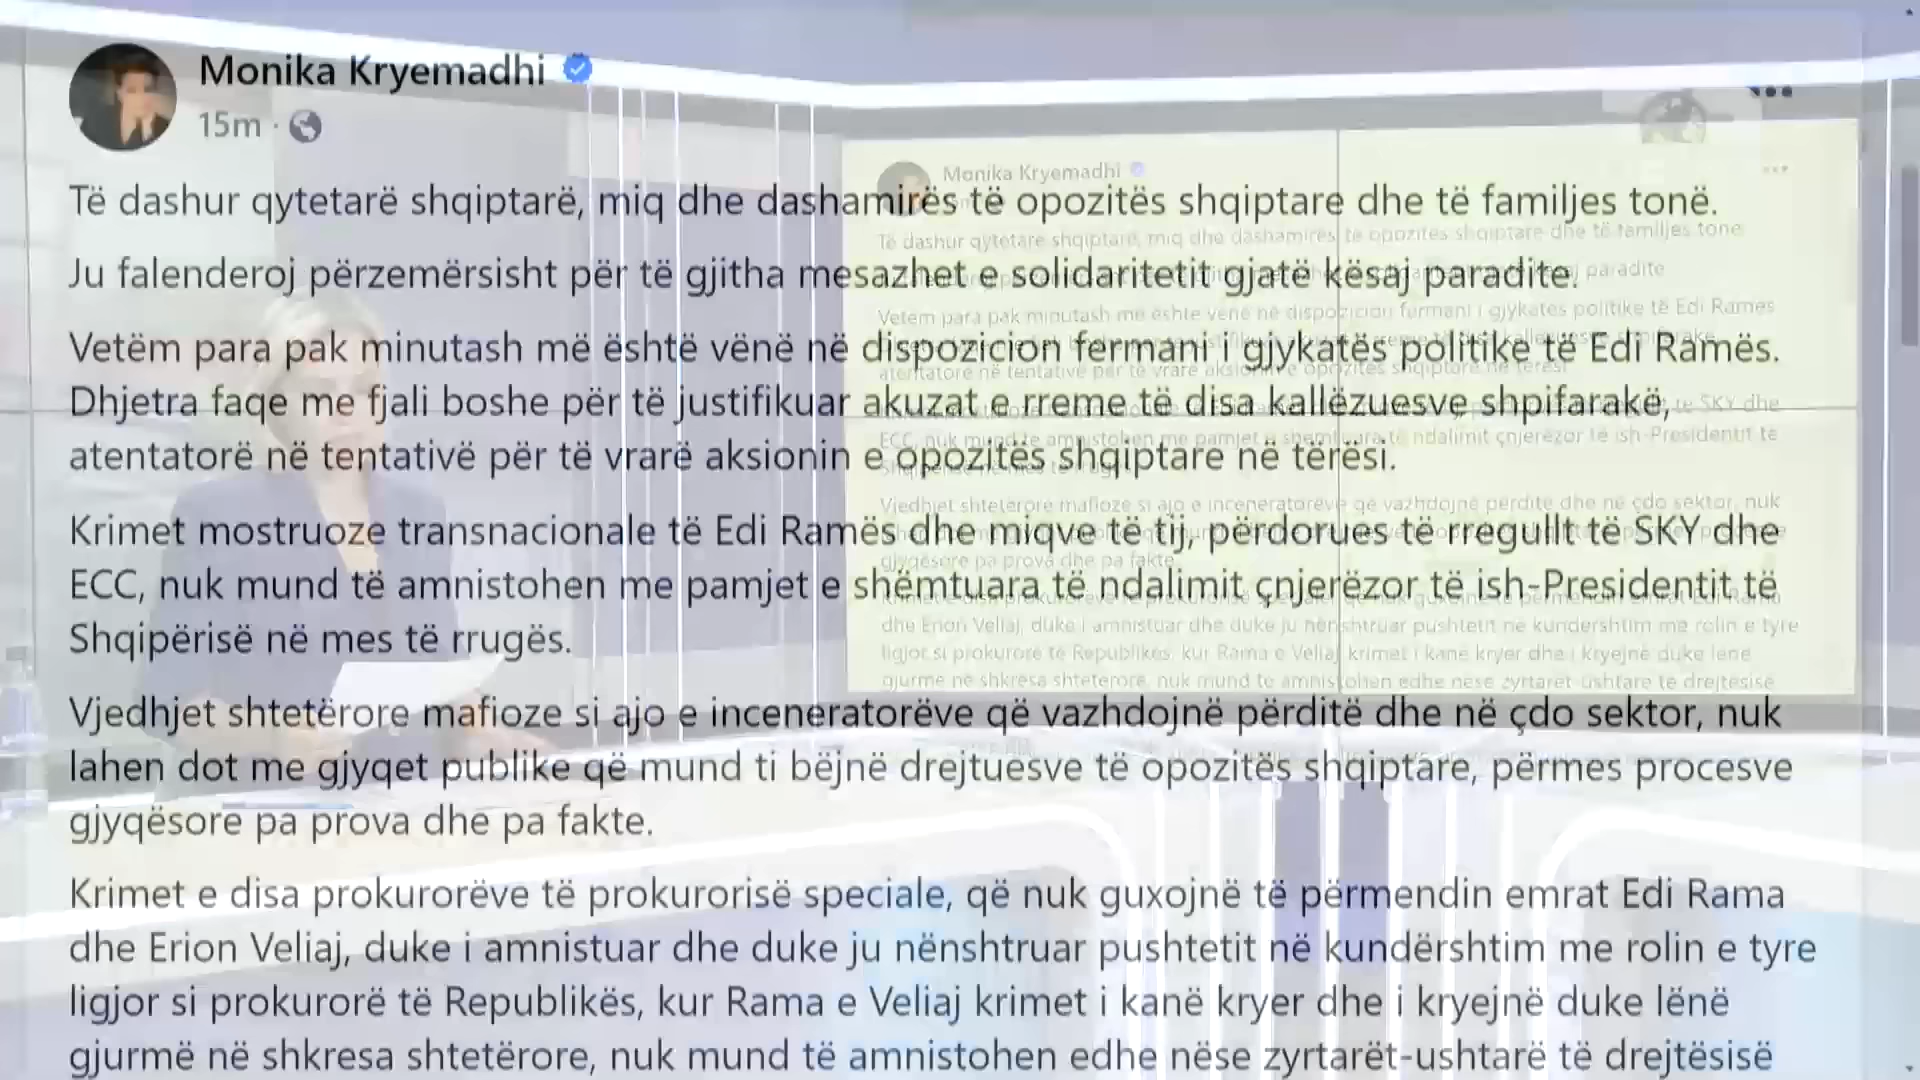 Monika Kryemadhi
15m ·
Të dashur qytetarë shqiptarë, miq dhe dashamirës të opozitës shqiptare dhe të familjes tonë.
Ju falenderoj përzemërsisht për të gjitha mesazhet e solidaritetit gjatë kësaj paradite.
Vetëm para pak minutash më është vënë në dispozicion fermani i gjykatës politike të Edi Ramës.
Dhjetra faqe me fjali boshe për të justifikuar akuzat e rreme të disa kallëzuesve shpifarakë,
atentatorë në tentativë për të vrarë aksionin e opozitës shqiptare në tërësi.
Krimet mostruoze transnacionale të Edi Ramës dhe miqve të tij, përdorues të rregullt të SKY dhe
ECC, nuk mund të amnistohen me pamjet e shëmtuara të ndalimit çnjerëzor të ish-Presidentit të
Shqipërisë në mes të rrugës.
Vjedhjet shtetërore mafioze si ajo e inceneratorëve që vazhdojnë përditë dhe në çdo sektor, nuk
lahen dot me gjyqet publike që mund ti bëjnë drejtuesve të opozitës shqiptare, përmes procesve
gjyqësore pa prova dhe pa fakte.
Krimet e disa prokurorëve të prokurorisë speciale, që nuk guxojnë të përmendin emrat Edi Rama
dhe Erion Veliaj, duke i amnistuar dhe duke ju nënshtruar pushtetit në kundërshtim me rolin e tyre
ligjor si prokurorë të Republikës, kur Rama e Veliaj krimet i kanë kryer dhe i kryejnë duke lënë
gjurmë në shkresa shtetërore, nuk mund të amnistohen edhe nëse zyrtarët-ushtarë të drejtësisë
Monika Kryemadhi